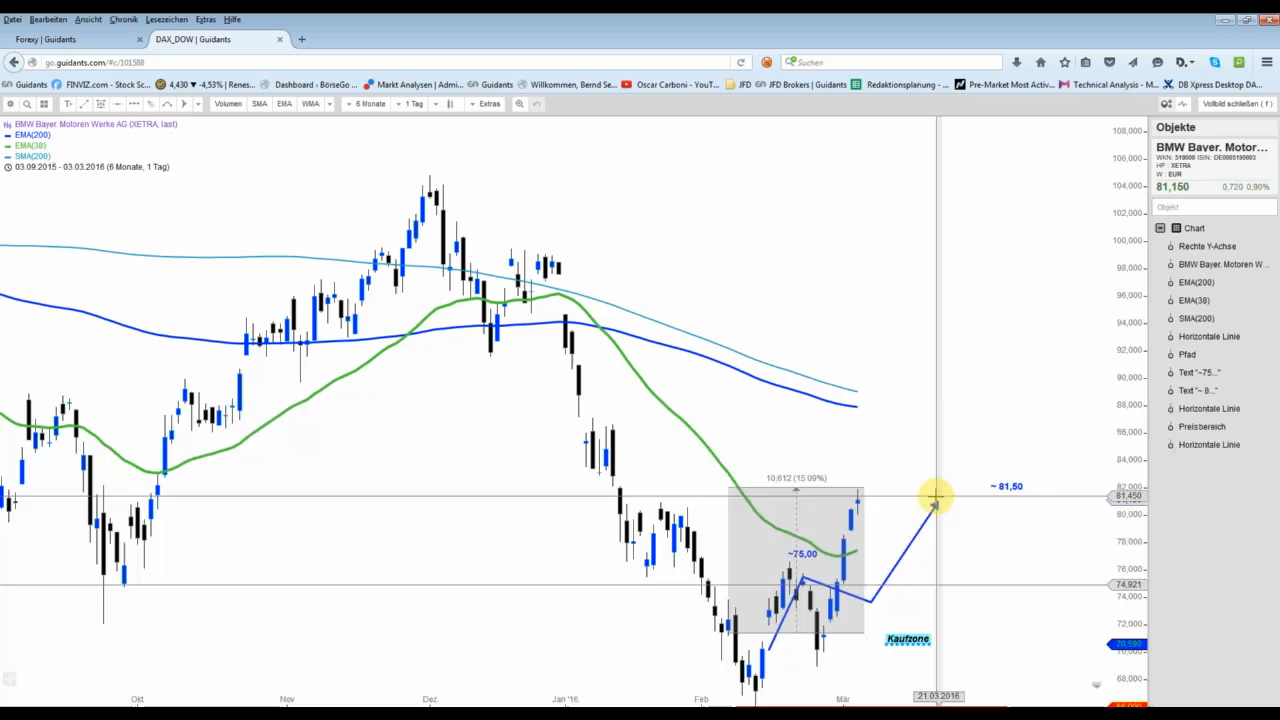 Datei Bearbeiten Ansicht Chronik Lesezeichen Extras Hilfe
Forexy | Guidants × DAX_DOW | Guidants × +
go.guidants.com/#c/101588 Suchen
Guidants FINVIZ.com - Stock... 4,430 ▾ -4,53% | Renes... Dashboard ‹ BörseGo ... Markt Analysen | Admi... Guidants Willkommen, Bernd Se... Oscar Carboni - YouT... JFD JFD Brokers | Guidants Redaktionsplanung - ... Pre-Market Most Activ... Technical Analysis - M... DB Xpress Desktop DA...
Volumen SMA EMA WMA 6 Monate 1 Tag Extras Vollbild schließen ( f )
BMW Bayer. Motoren Werke AG (XETRA, last)
EMA(200)
EMA(38)
SMA(200)
03.09.2015 - 03.03.2016 (6 Monate, 1 Tag)
108,000
106,000
104,000
102,000
100,000
98,000
96,000
94,000
92,000
90,000
88,000
86,000
84,000
82,000
81,450
80,000
78,000
76,000
74,921
74,000
72,000
70,590
68,000
10,612 (15.09%)
~ 81,50
~75,00
Kaufzone
Okt Nov Dez Jan '16 Feb Mär 21.03.2016
Objekte
BMW Bayer. Motor...
WKN: 519000 ISIN: DE0005190003
HP : XETRA
W : EUR
81,150 0,720 0,90%
Objekt
Chart
Rechte Y-Achse
BMW Bayer. Motoren W...
EMA(200)
EMA(38)
SMA(200)
Horizontale Linie
Pfad
Text "~75..."
Text "~ 8..."
Horizontale Linie
Preisbereich
Horizontale Linie